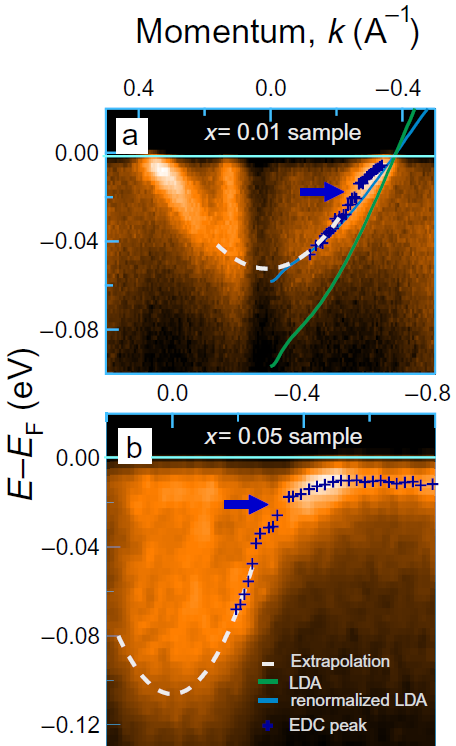 Momentum, k (A⁻¹)
0.4 0.0 −0.4
a x= 0.01 sample
0.00
−0.04
−0.08
E−E_F (eV)
0.0 −0.4 −0.8
b x= 0.05 sample
0.00
−0.04
−0.08
−0.12
Extrapolation
LDA
renormalized LDA
EDC peak